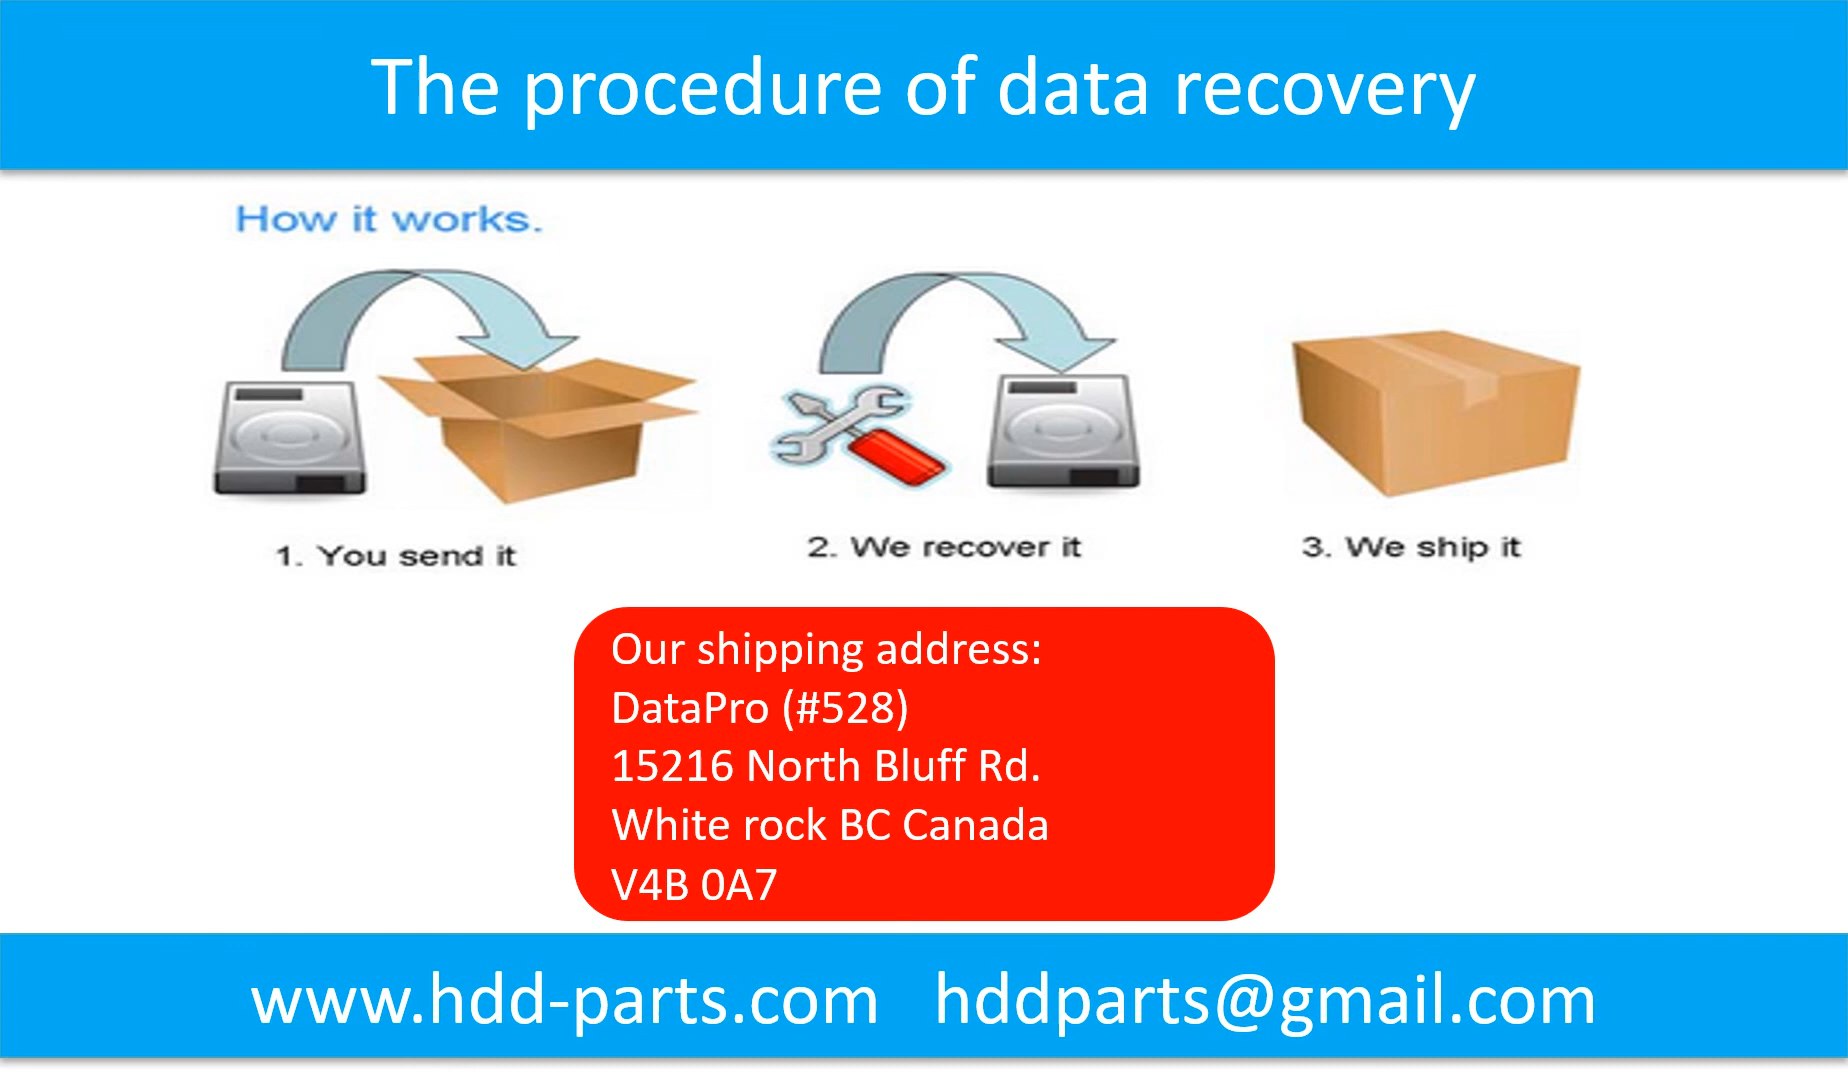 The procedure of data recovery
How it works.
1. You send it
2. We recover it
3. We ship it
Our shipping address:
DataPro (#528)
15216 North Bluff Rd.
White rock BC Canada
V4B 0A7
www.hdd-parts.com hddparts@gmail.com